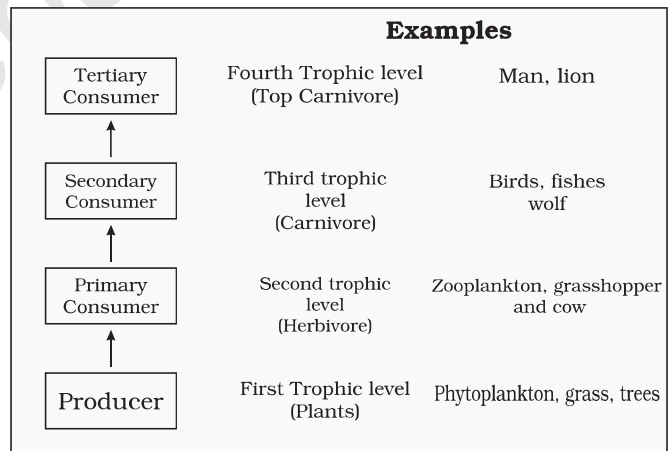 Examples
Tertiary
Consumer
Fourth Trophic level
(Top Carnivore)
Man, lion
Secondary
Consumer
Third trophic
level
(Carnivore)
Birds, fishes
wolf
Primary
Consumer
Second trophic
level
(Herbivore)
Zooplankton, grasshopper
and cow
Producer
First Trophic level
(Plants)
Phytoplankton, grass, trees